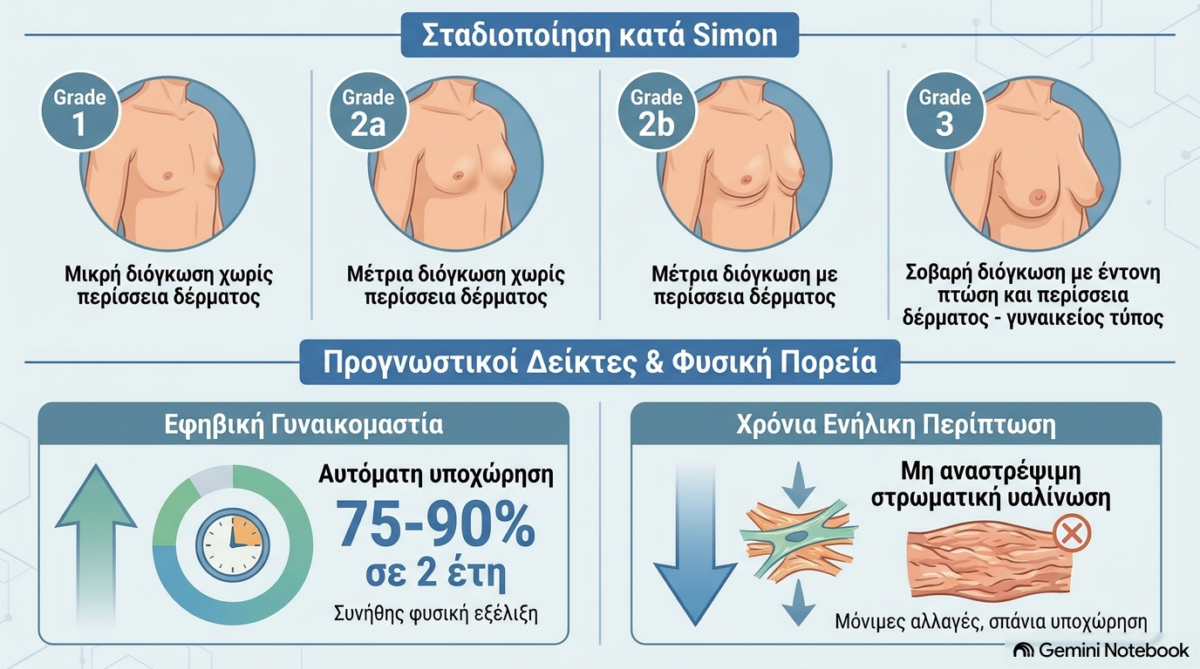 Σταδιοποίηση κατά Simon
Grade
1
Grade
2a
Grade
2b
Grade
3
Μικρή διόγκωση χωρίς
περίσσεια δέρματος
Μέτρια διόγκωση χωρίς
περίσσεια δέρματος
Μέτρια διόγκωση με
περίσσεια δέρματος
Σοβαρή διόγκωση με έντονη
πτώση και περίσσεια
δέρματος - γυναικείος τύπος
Προγνωστικοί Δείκτες & Φυσική Πορεία
Εφηβική Γυναικομαστία
Αυτόματη υποχώρηση
75-90%
σε 2 έτη
Συνήθης φυσική εξέλιξη
Χρόνια Ενήλικη Περίπτωση
Μη αναστρέψιμη
στρωματική υαλίνωση
Μόνιμες αλλαγές, σπάνια υποχώρηση
Gemini Notebook